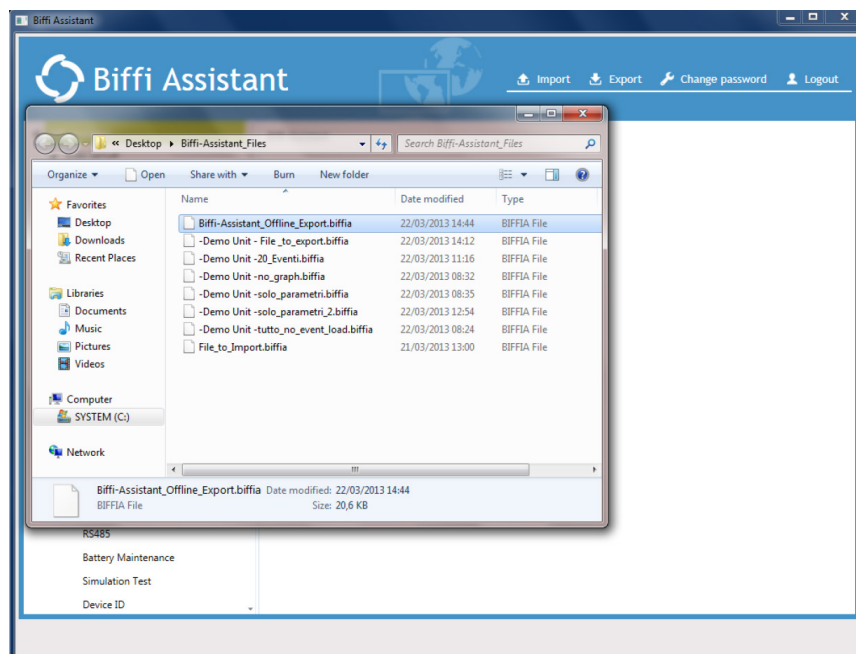 Biffi Assistant
Biffi Assistant
Import Export Change password Logout
« Desktop Biffi-Assistant_Files Search Biffi-Assistant_Files
Organize Open Share with Burn New folder
Name Date modified Type
Favorites
Desktop
Downloads
Recent Places
Libraries
Documents
Music
Pictures
Videos
Computer
SYSTEM (C:)
Network
Biffi-Assistant_Offline_Export.biffia 22/03/2013 14:44 BIFFIA File
-Demo Unit - File _to_export.biffia 22/03/2013 14:12 BIFFIA File
-Demo Unit -20_Eventi.biffia 22/03/2013 11:16 BIFFIA File
-Demo Unit -no_graph.biffia 22/03/2013 08:32 BIFFIA File
-Demo Unit -solo_parametri.biffia 22/03/2013 08:35 BIFFIA File
-Demo Unit -solo_parametri_2.biffia 22/03/2013 12:54 BIFFIA File
-Demo Unit -tutto_no_event_load.biffia 22/03/2013 08:24 BIFFIA File
File_to_Import.biffia 21/03/2013 13:00 BIFFIA File
Biffi-Assistant_Offline_Export.biffia Date modified: 22/03/2013 14:44
BIFFIA File Size: 20,6 KB
RS485
Battery Maintenance
Simulation Test
Device ID